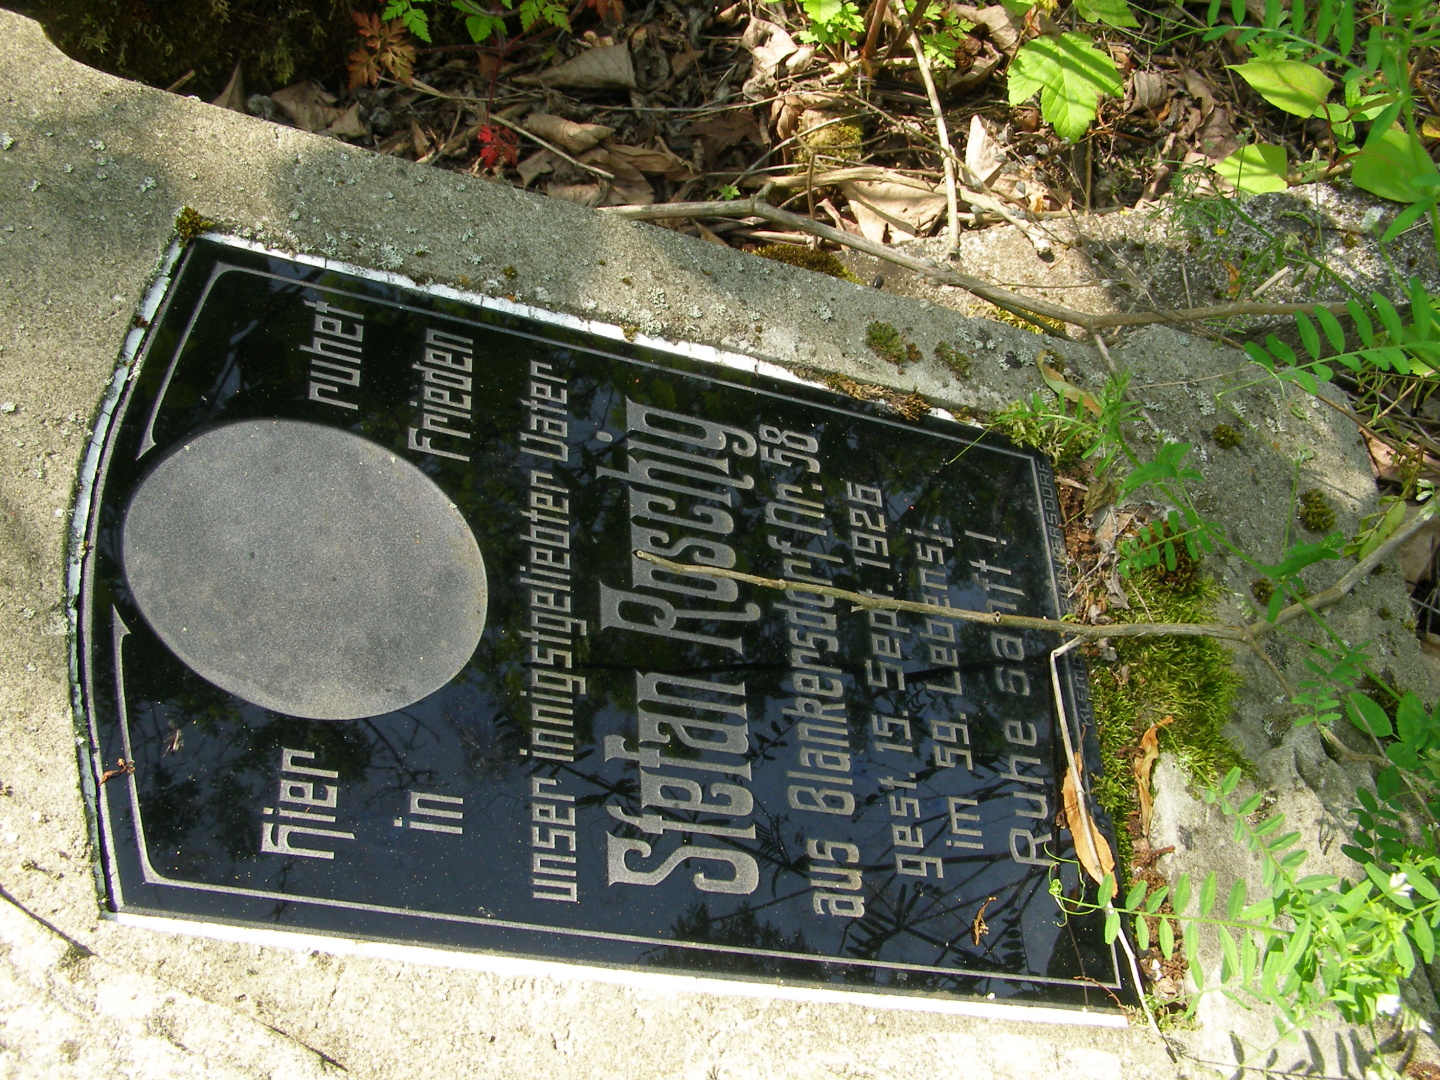 Hier ruhet
in Frieden
unser innigstgeliebter Vater
Stefan Roschig
aus Blankersdorf Nr. 58
gest. 15. Sept. 1926
im 59. Lebensj.
Ruhe sanft!